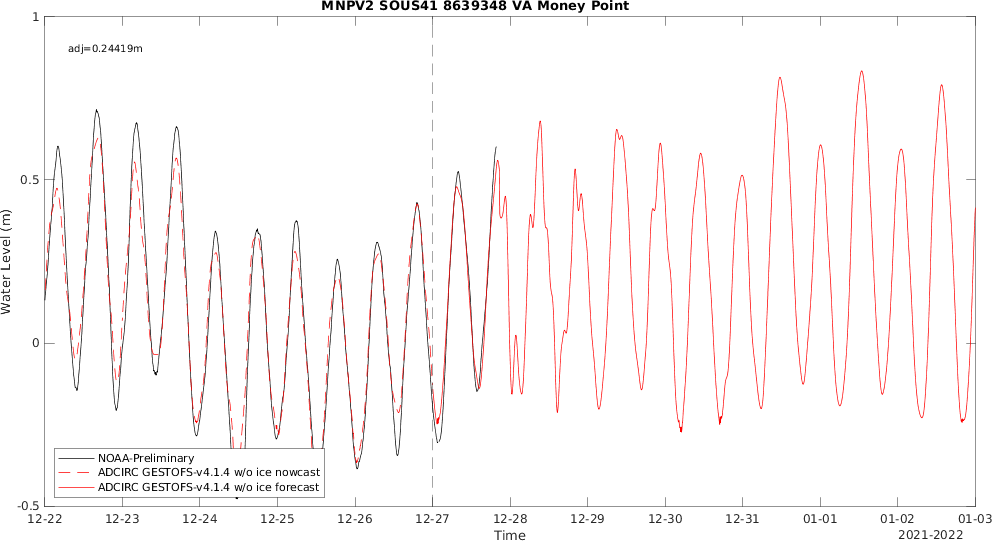 MNPV2 SOUS41 8639348 VA Money Point
adj=0.24419m
Water Level (m)
1
0.5
0
-0.5
NOAA-Preliminary
ADCIRC GESTOFS-v4.1.4 w/o ice nowcast
ADCIRC GESTOFS-v4.1.4 w/o ice forecast
12-22 12-23 12-24 12-25 12-26 12-27 12-28 12-29 12-30 12-31 01-01 01-02 01-03
Time
2021-2022